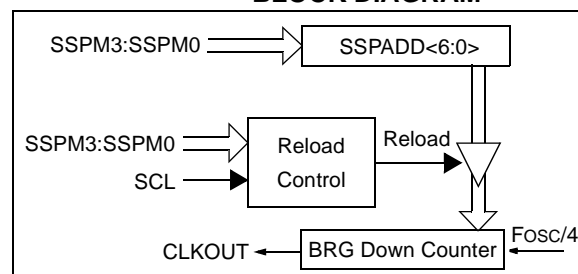 BLOCK DIAGRAM
SSPM3:SSPM0
SSPADD<6:0>
SSPM3:SSPM0
SCL
Reload
Control
Reload
CLKOUT
BRG Down Counter
FOSC/4